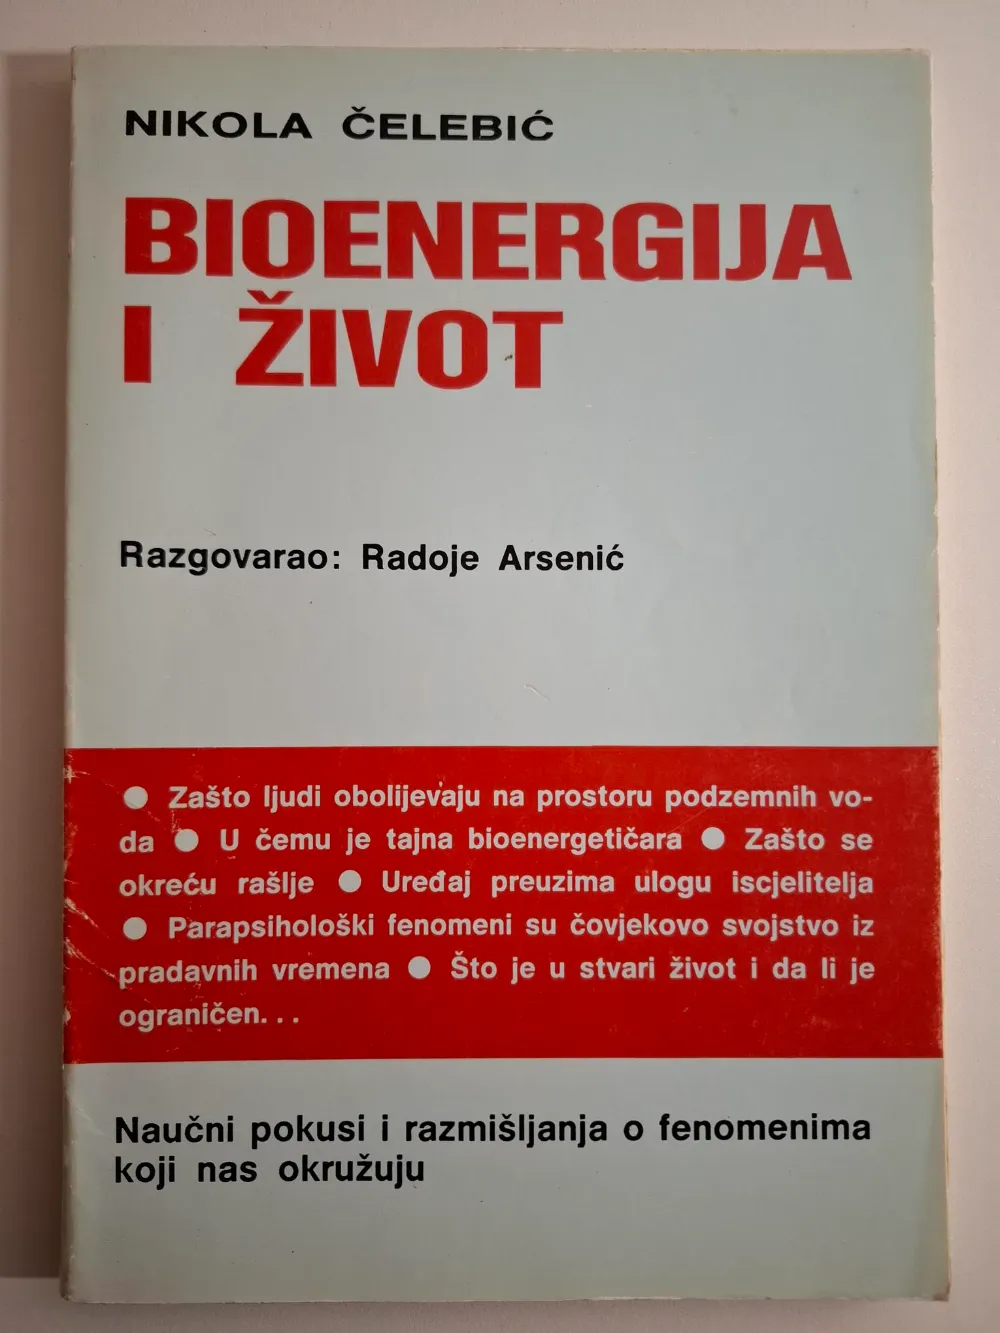 NIKOLA ČELEBIĆ
BIOENERGIJA
I ŽIVOT
Razgovarao: Radoje Arsenić
● Zašto ljudi obolijevaju na prostoru podzemnih vo-
da ● U čemu je tajna bioenergetičara ● Zašto se
okreću rašlje ● Uređaj preuzima ulogu iscjelitelja
● Parapsihološki fenomeni su čovjekovo svojstvo iz
pradavnih vremena ● Što je u stvari život i da li je
ograničen...
Naučni pokusi i razmišljanja o fenomenima
koji nas okružuju